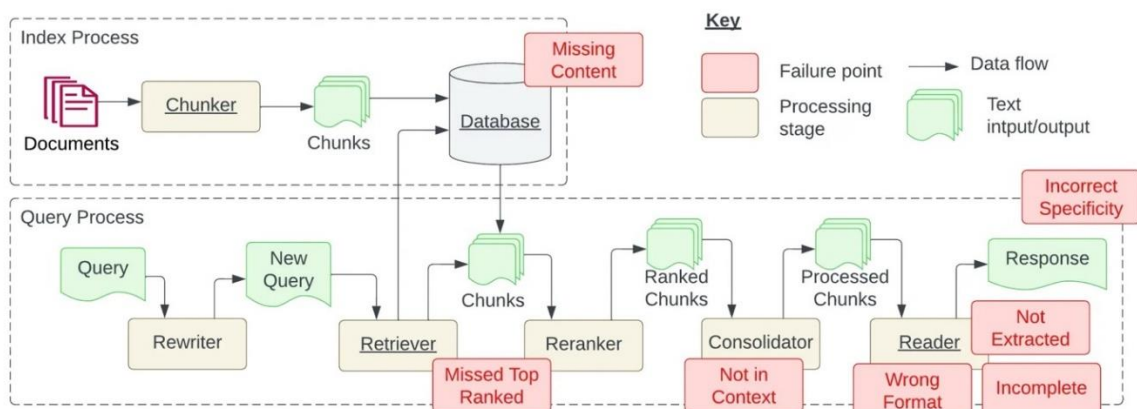 Index Process
Documents
Chunker
Chunks
Database
Missing
Content
Key
Failure point
Processing
stage
Data flow
Text
intput/output
Query Process
Incorrect
Specificity
Query
Rewriter
New
Query
Retriever
Missed Top
Ranked
Chunks
Reranker
Ranked
Chunks
Consolidator
Not in
Context
Processed
Chunks
Reader
Wrong
Format
Not
Extracted
Incomplete
Response